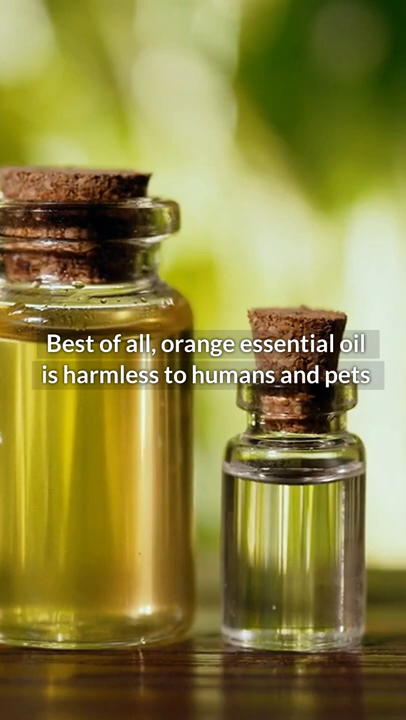 Best of all, orange essential oil
is harmless to humans and pets